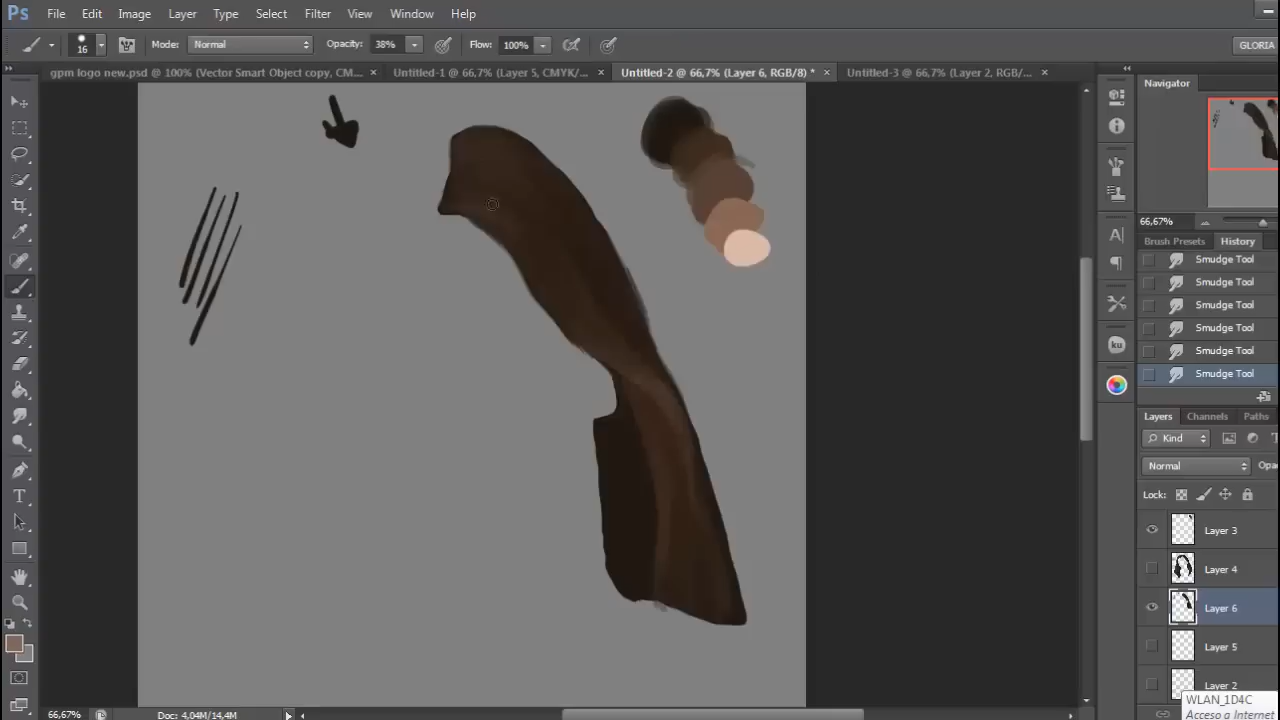 Ps File Edit Image Layer Type Select Filter View Window Help
16 Mode: Normal Opacity: 38% Flow: 100% GLORIA
gpm logo new.psd @ 100% (Vector Smart Object copy, CM... × Untitled-1 @ 66,7% (Layer 5, CMYK/... × Untitled-2 @ 66,7% (Layer 6, RGB/8) * × Untitled-3 @ 66,7% (Layer 2, RGB/... ×
Navigator
66,67%
Brush Presets History
Smudge Tool
Smudge Tool
Smudge Tool
Smudge Tool
Smudge Tool
Smudge Tool
Layers Channels Paths
Kind
Normal Opa
Lock:
Layer 3
Layer 4
Layer 6
Layer 5
Layer 2
WLAN_1D4C
Acceso a Internet
ku
66,67% Doc: 4,04M/14,4M